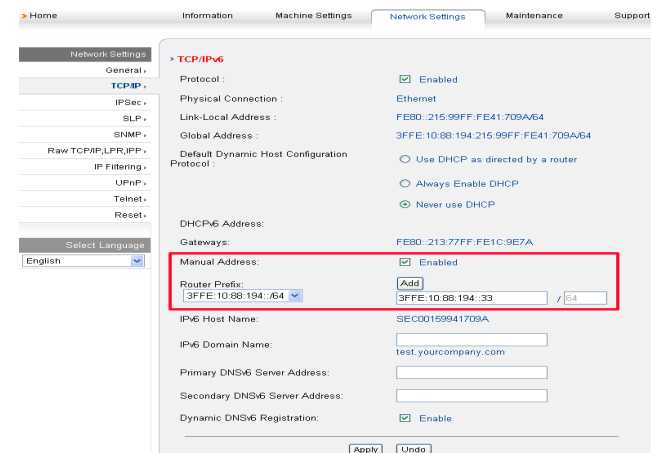 Home Information Machine Settings Network Settings Maintenance Support
Network Settings
General
TCP/IP
IPSec
SLP
SNMP
Raw TCP/IP,LPR,IPP
IP Filtering
UPnP
Telnet
Reset
Select Language
English
TCP/IPv6
Protocol : Enabled
Physical Connection : Ethernet
Link-Local Address : FE80::215:99FF:FE41:709A/64
Global Address : 3FFE:10:88:194:215:99FF:FE41:709A/64
Default Dynamic Host Configuration
Protocol : Use DHCP as directed by a router
Always Enable DHCP
Never use DHCP
DHCPv6 Address:
Gateways: FE80::213:77FF:FE1C:9E7A
Manual Address: Enabled
Router Prefix: Add
3FFE:10:88:194::/64 3FFE:10:88:194::33 / 64
IPv6 Host Name: SEC00159941709A
IPv6 Domain Name:
test.yourcompany.com
Primary DNSv6 Server Address:
Secondary DNSv6 Server Address:
Dynamic DNSv6 Registration: Enable
Apply Undo